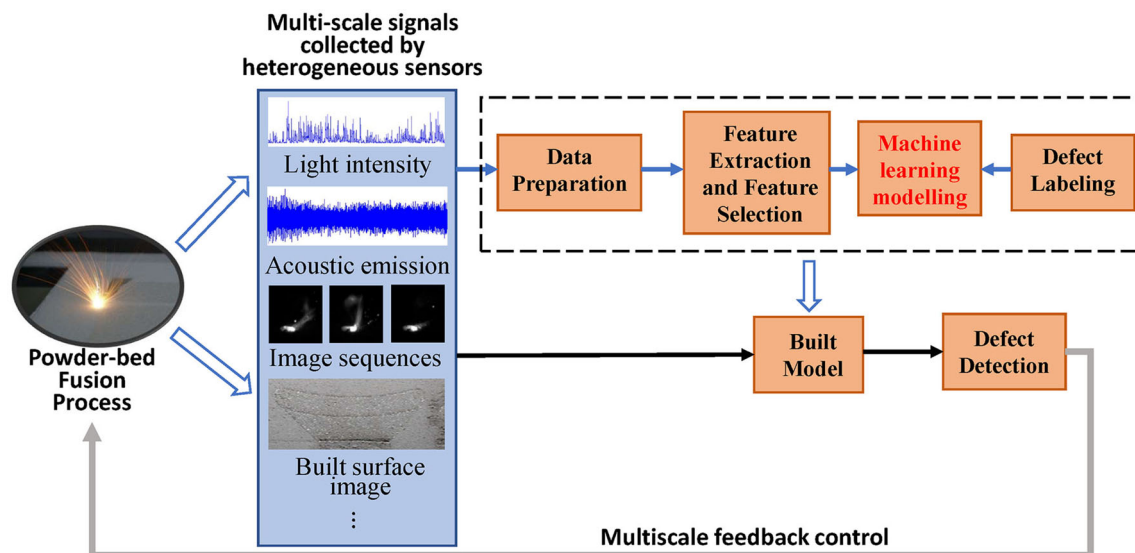 Multi-scale signals
collected by
heterogeneous sensors
Light intensity
Acoustic emission
Image sequences
Built surface
image
⋮
Powder-bed
Fusion
Process
Data
Preparation
Feature
Extraction
and Feature
Selection
Machine
learning
modelling
Defect
Labeling
Built
Model
Defect
Detection
Multiscale feedback control